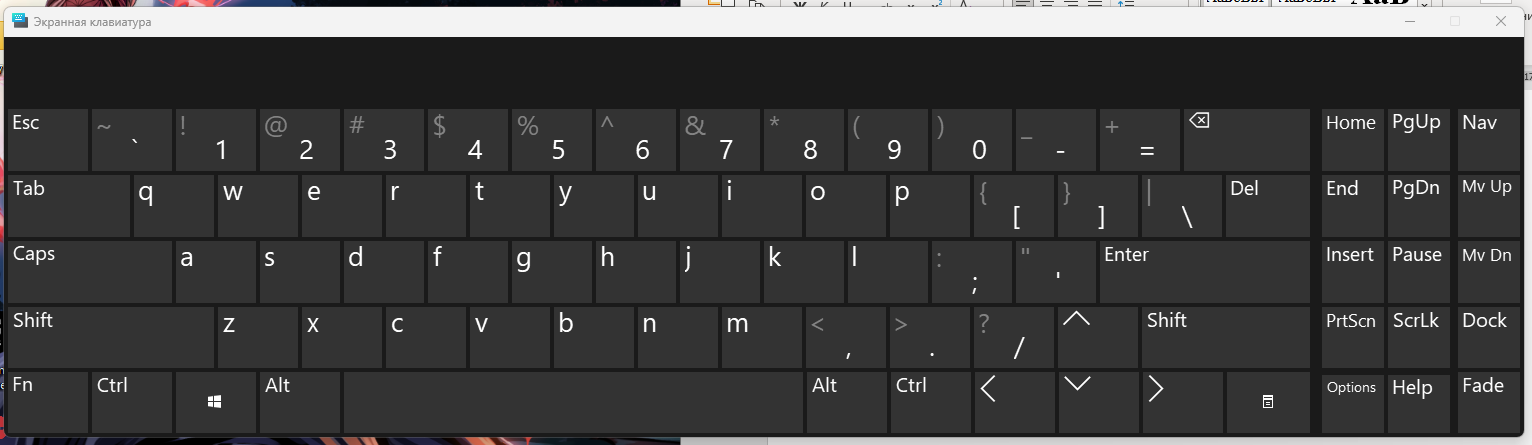 Экранная клавиатура
Esc ~ ` ! 1 @ 2 # 3 $ 4 % 5 ^ 6 & 7 * 8 ( 9 ) 0 _ - + = Home PgUp Nav
Tab q w e r t y u i o p { [ } ] | \ Del End PgDn Mv Up
Caps a s d f g h j k l : ; " ' Enter Insert Pause Mv Dn
Shift z x c v b n m < , > . ? / Shift PrtScn ScrLk Dock
Fn Ctrl Alt Alt Ctrl Options Help Fade